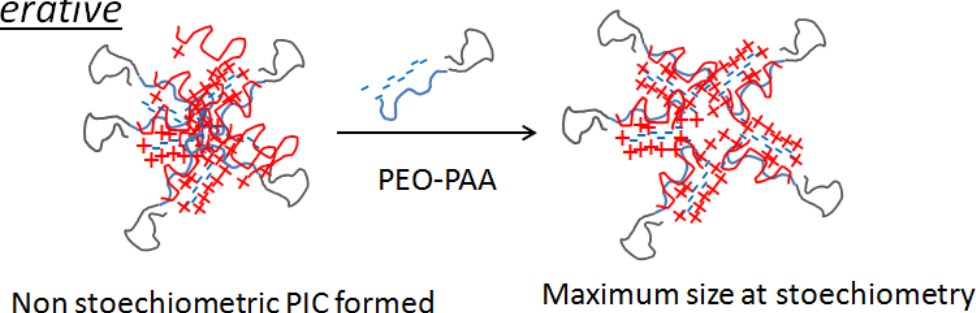 erative
PEO-PAA
Non stoechiometric PIC formed
Maximum size at stoechiometry